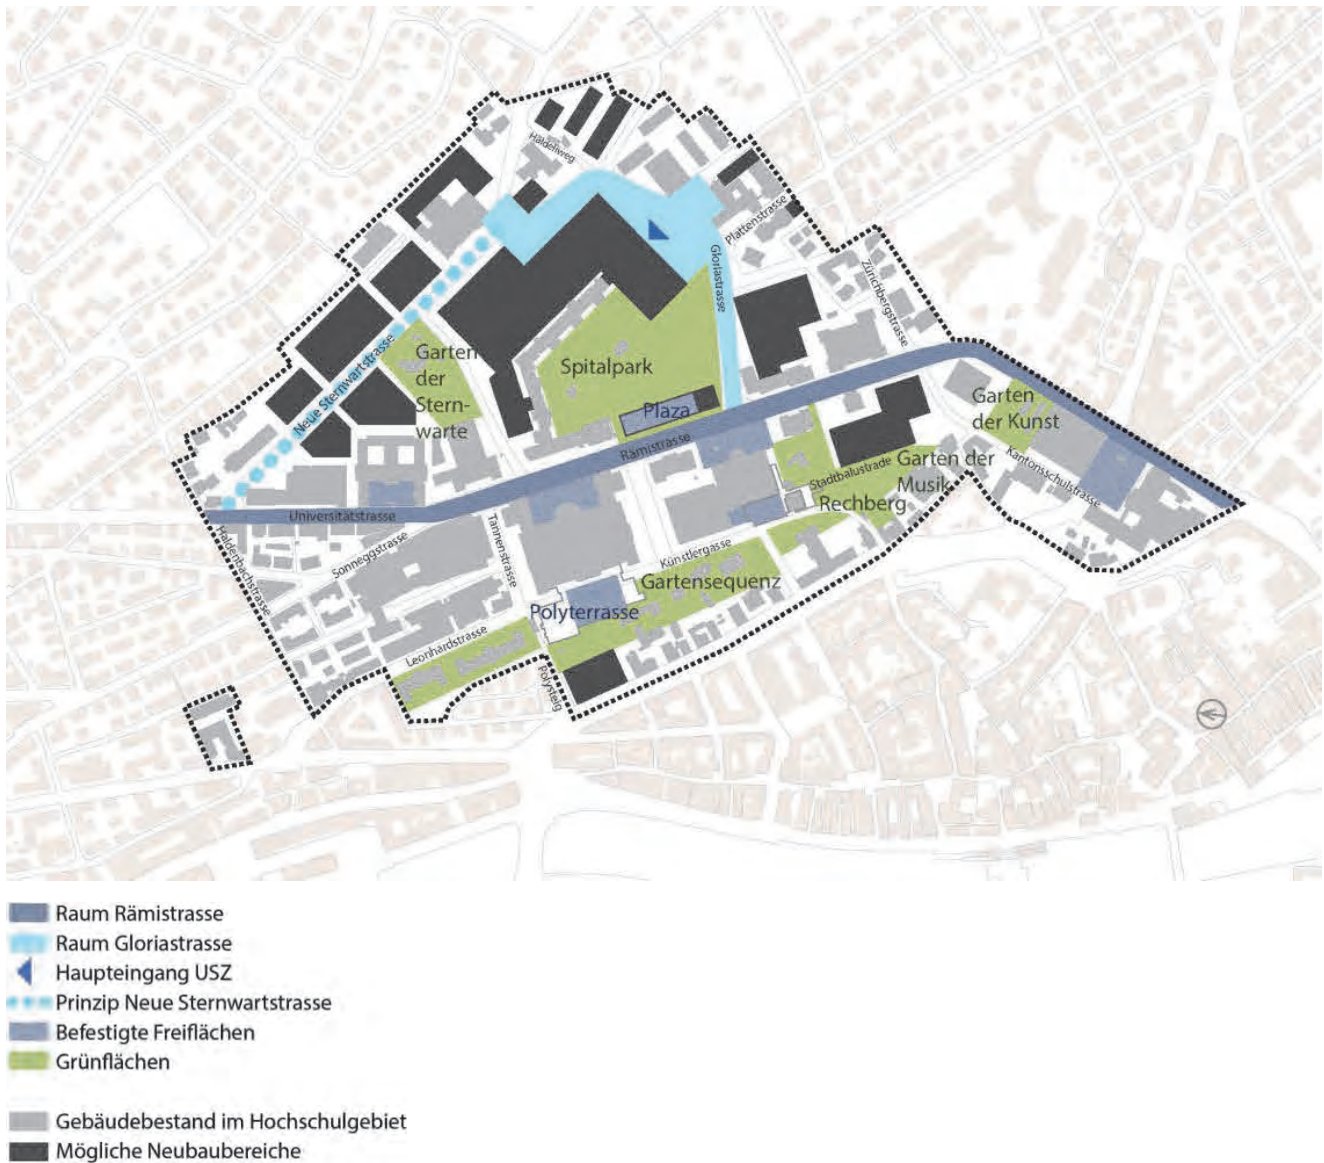 Häldeliweg
Plattenstrasse
Gloriastrasse
Zürichbergstrasse
Neue Sternwartstrasse
Garten
der
Stern-
warte
Spitalpark
Plaza
Rämistrasse
Garten
der Kunst
Kantonsschulstrasse
Garten der
Musik
Stadtbalustrade
Rechberg
Universitätstrasse
Haldenbachstrasse
Sonneggstrasse
Tannenstrasse
Künstlergasse
Gartensequenz
Polyterrasse
Leonhardstrasse
Polysteig
Raum Rämistrasse
Raum Gloriastrasse
Haupteingang USZ
Prinzip Neue Sternwartstrasse
Befestigte Freiflächen
Grünflächen
Gebäudebestand im Hochschulgebiet
Mögliche Neubaubereiche